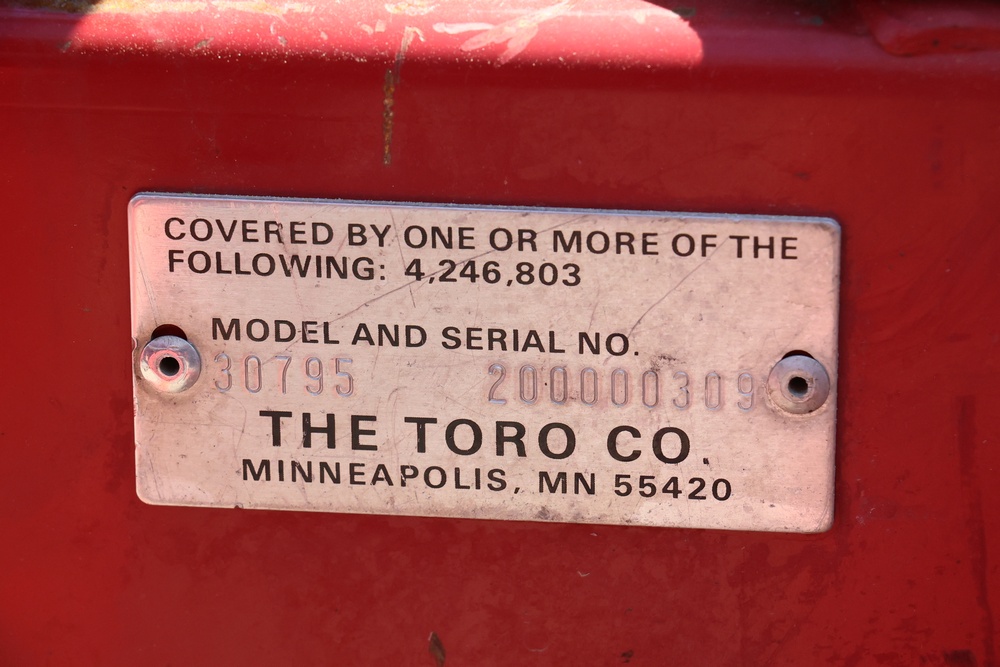 COVERED BY ONE OR MORE OF THE
FOLLOWING: 4,246,803
MODEL AND SERIAL NO.
30795 200000309
THE TORO CO.
MINNEAPOLIS, MN 55420